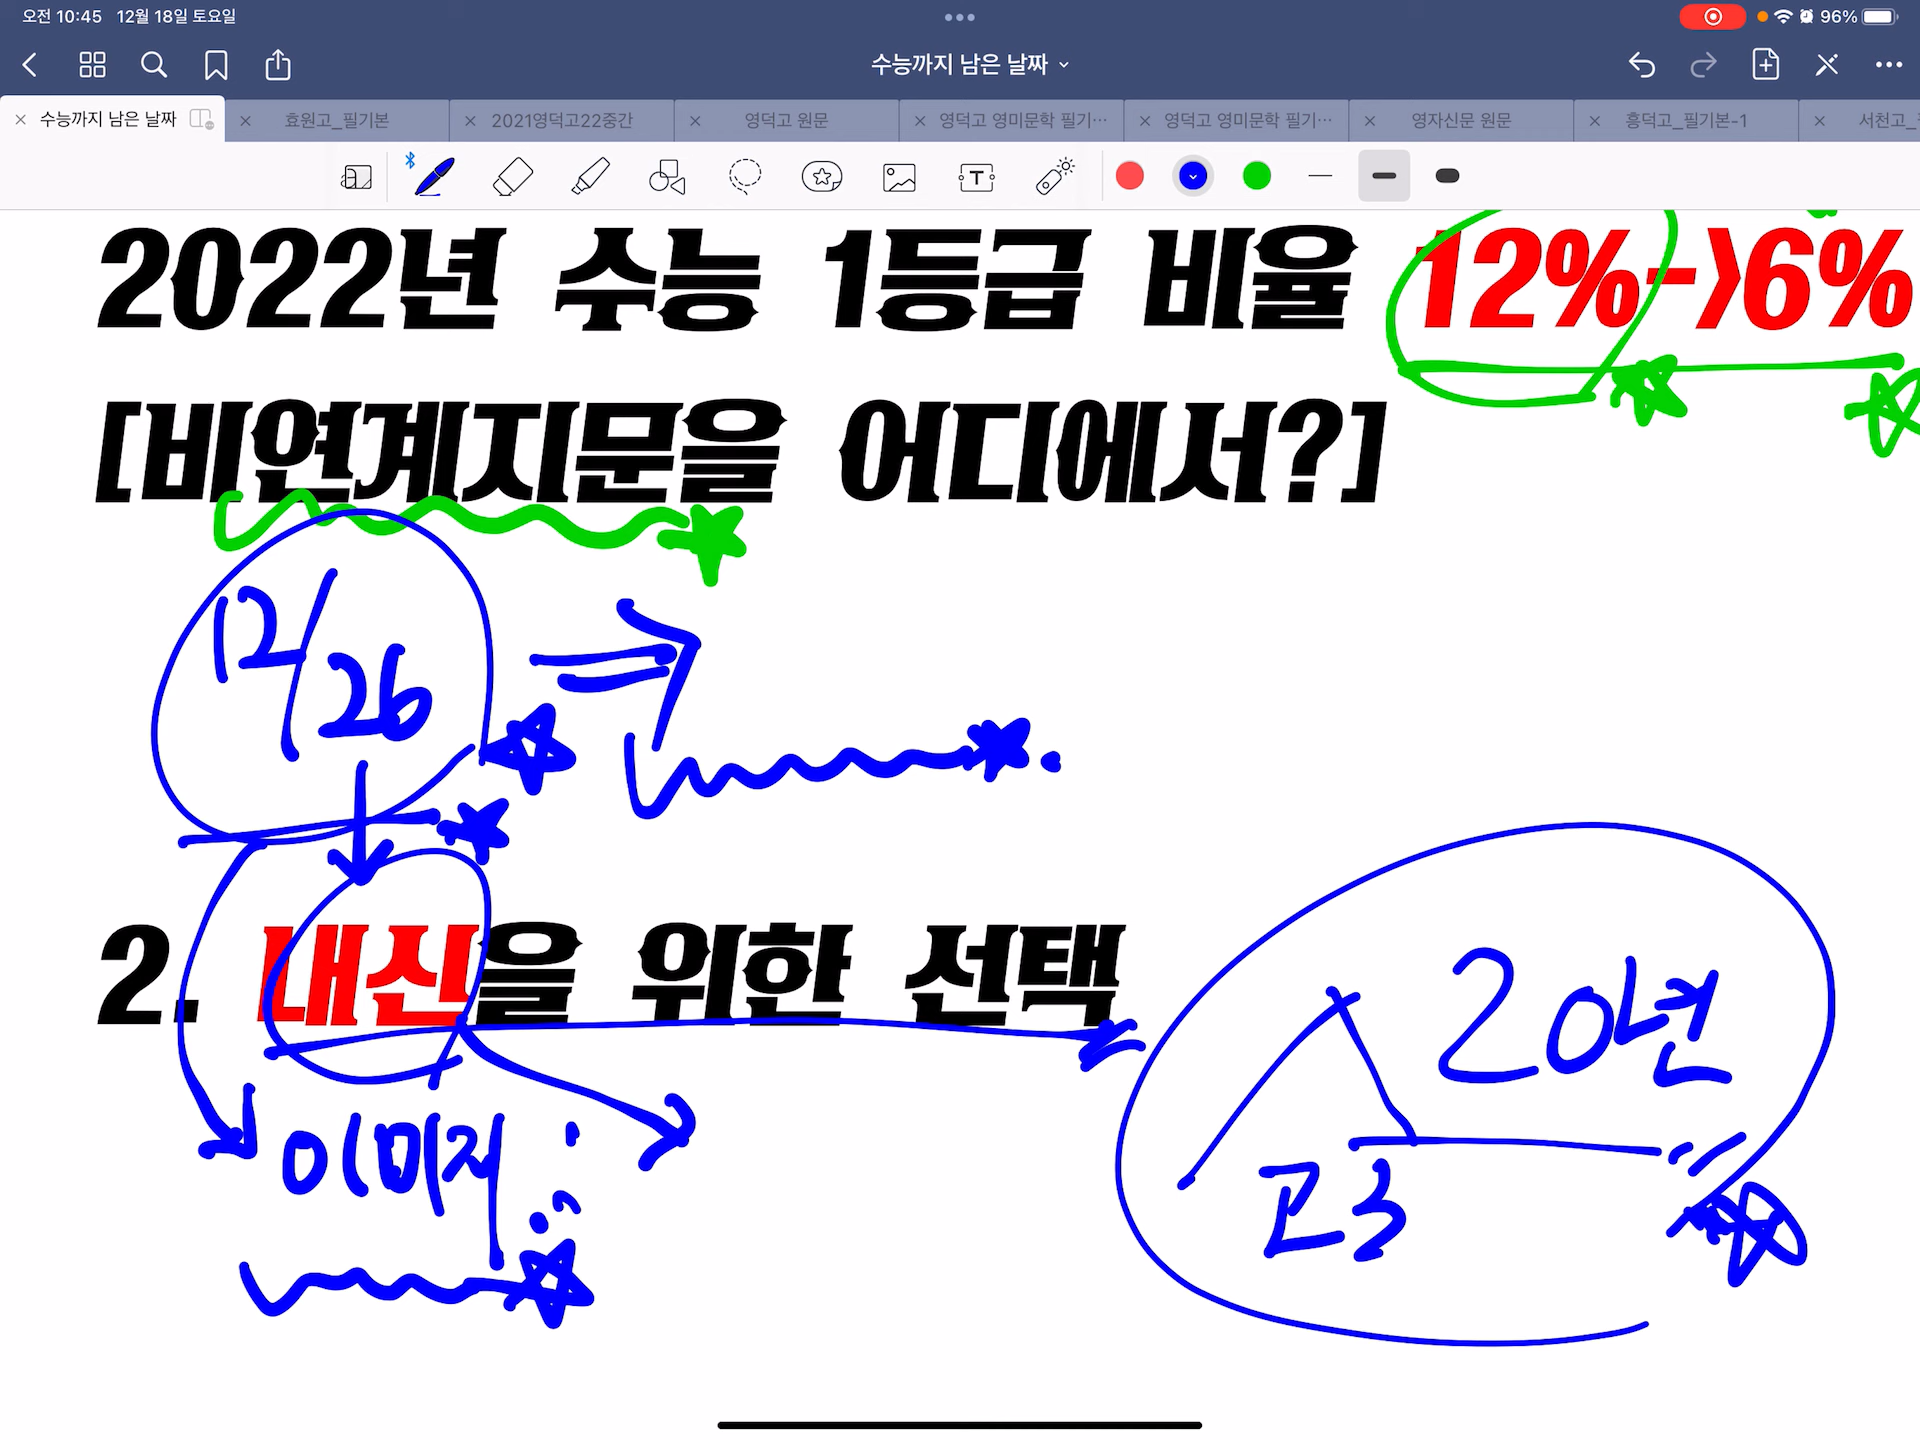 오전 10:45 12월 18일 토요일
96%
수능까지 남은 날짜
수능까지 남은 날짜
효원고_필기본
2021영덕고22중간
영덕고 원문
영덕고 영미문학 필기…
영덕고 영미문학 필기…
영자신문 원문
흥덕고_필기본-1
서천고_
2022년 수능 1등급 비율 12%->6%
[비연계지문을 어디에서?]
12/26
2. 내신을 위한 선택
20년
고3
이미지